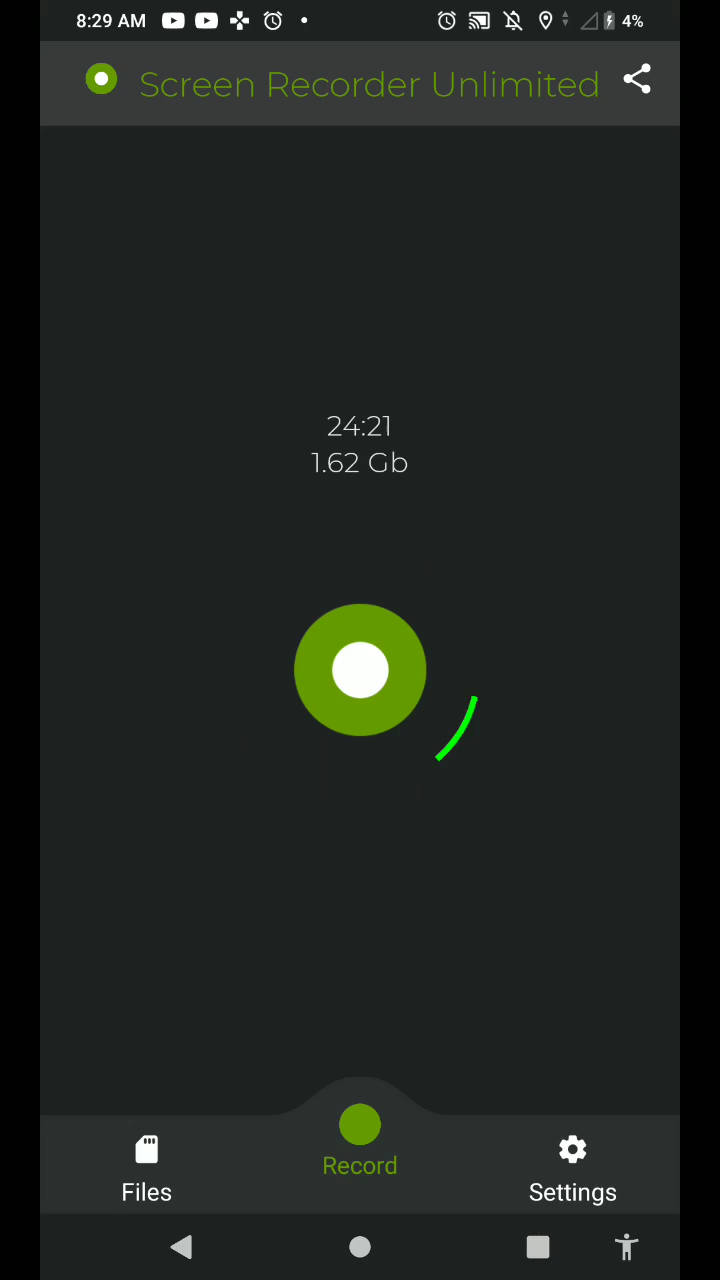 8:29 AM 4%
Screen Recorder Unlimited
24:21
1.62 Gb
Record
Files
Settings